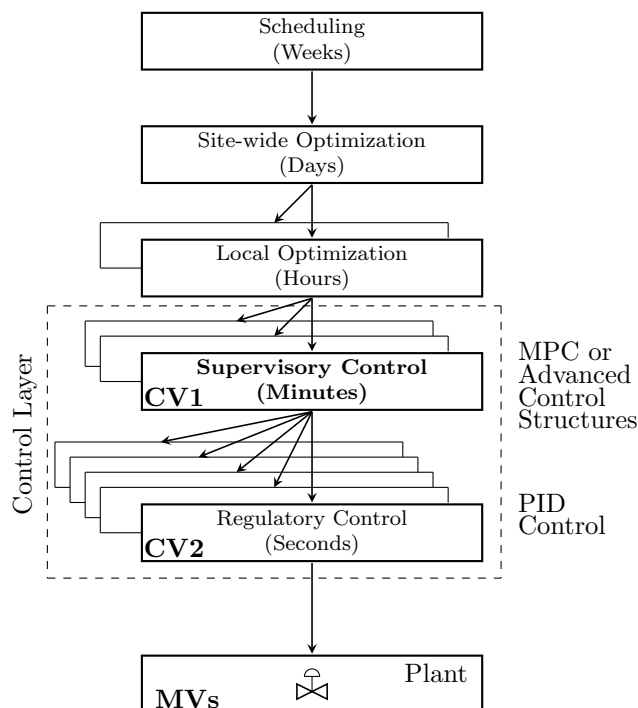 Scheduling
(Weeks)
Site-wide Optimization
(Days)
Local Optimization
(Hours)
Control Layer
Supervisory Control
(Minutes)
CV1
MPC or
Advanced
Control
Structures
Regulatory Control
(Seconds)
CV2
PID
Control
Plant
MVs